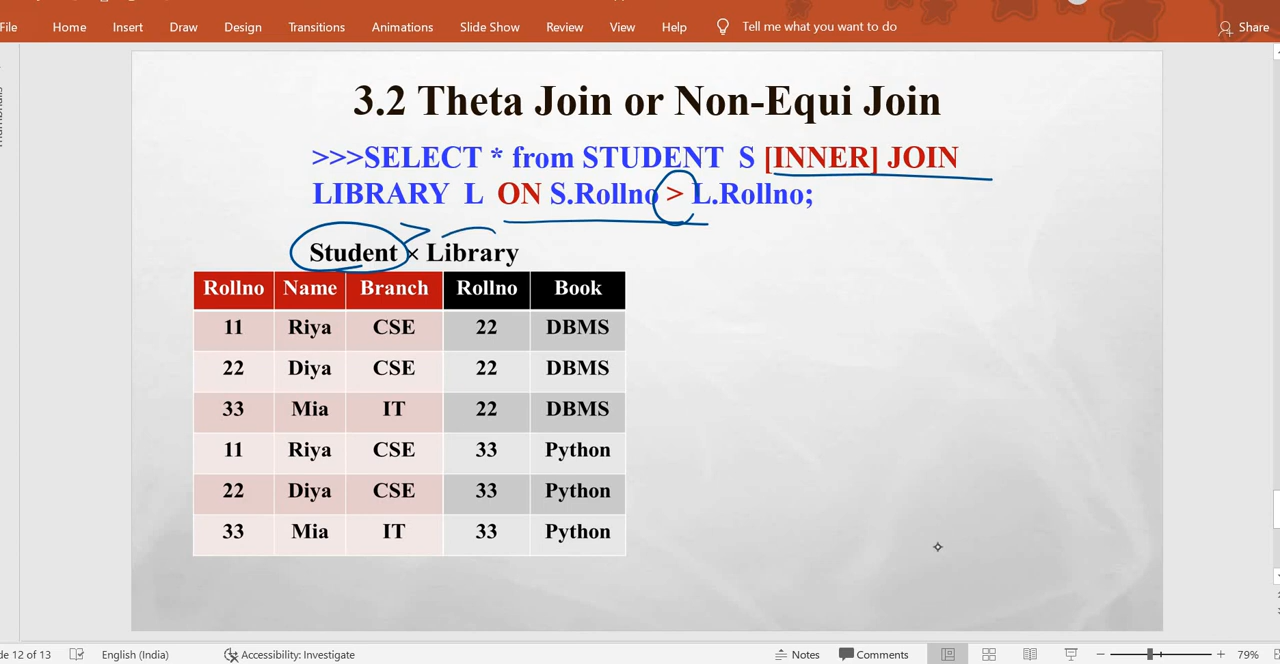 File Home Insert Draw Design Transitions Animations Slide Show Review View Help Tell me what you want to do Share
3.2 Theta Join or Non-Equi Join
>>>SELECT * from STUDENT S [INNER] JOIN
LIBRARY L ON S.Rollno > L.Rollno;
Student × Library
Rollno Name Branch Rollno Book
11 Riya CSE 22 DBMS
22 Diya CSE 22 DBMS
33 Mia IT 22 DBMS
11 Riya CSE 33 Python
22 Diya CSE 33 Python
33 Mia IT 33 Python
de 12 of 13 English (India) Accessibility: Investigate Notes Comments 79%